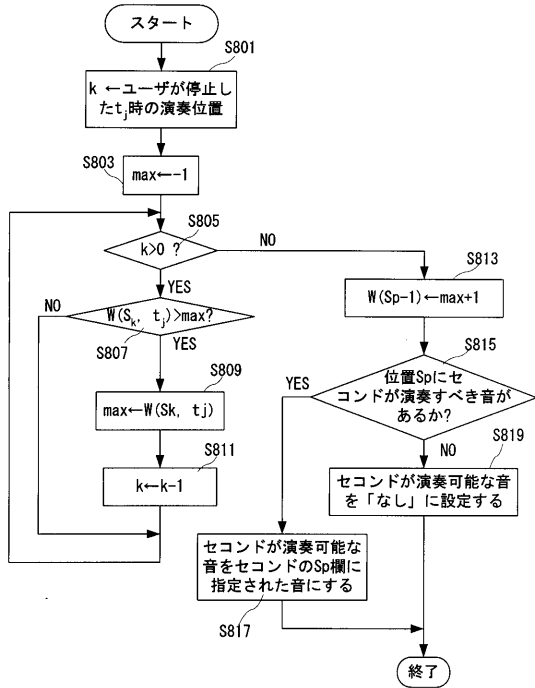 スタート
S801
k ←ユーザが停止し
たtj時の演奏位置
S803
max←-1
S805
k>0 ?
NO
YES
S807
W(Sk, tj)>max?
NO
YES
S809
max←W(Sk, tj)
S811
k←k-1
S813
W(Sp-1)←max+1
S815
位置Spにセ
コンドが演奏すべき音が
あるか?
YES
NO
S819
セコンドが演奏可能な音
を「なし」に設定する
セコンドが演奏可能な
音をセコンドのSp欄に
指定された音にする
S817
終了